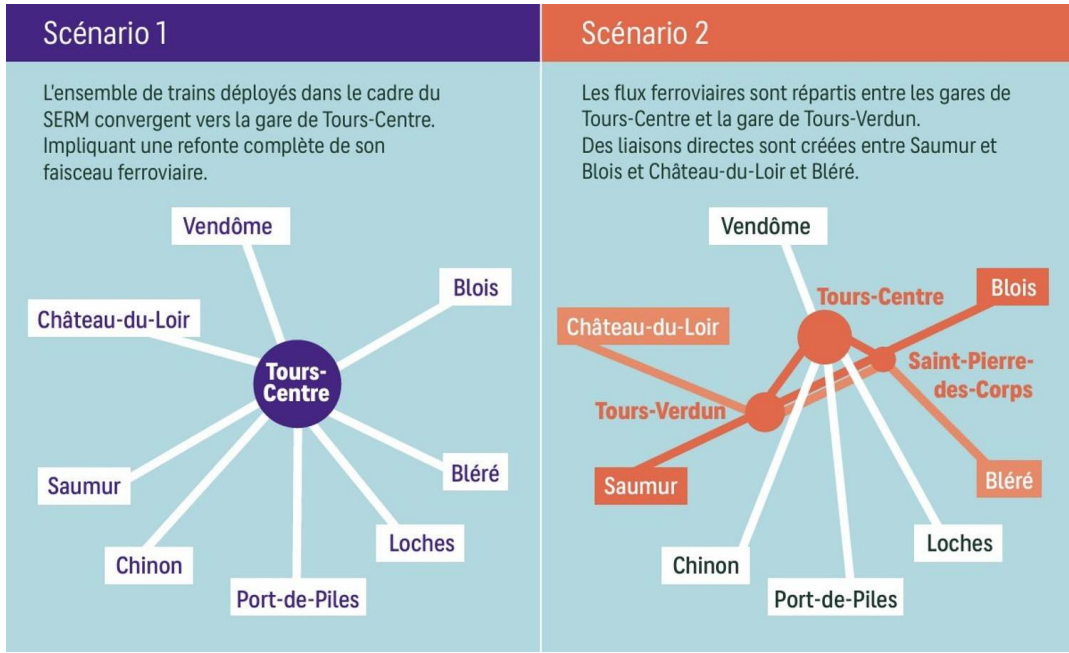 Scénario 1
L'ensemble de trains déployés dans le cadre du
SERM convergent vers la gare de Tours-Centre.
Impliquant une refonte complète de son
faisceau ferroviaire.
Vendôme
Blois
Château-du-Loir
Tours-
Centre
Saumur
Bléré
Chinon
Loches
Port-de-Piles
Scénario 2
Les flux ferroviaires sont répartis entre les gares de
Tours-Centre et la gare de Tours-Verdun.
Des liaisons directes sont créées entre Saumur et
Blois et Château-du-Loir et Bléré.
Vendôme
Tours-Centre
Blois
Château-du-Loir
Saint-Pierre-
des-Corps
Tours-Verdun
Saumur
Bléré
Chinon
Loches
Port-de-Piles